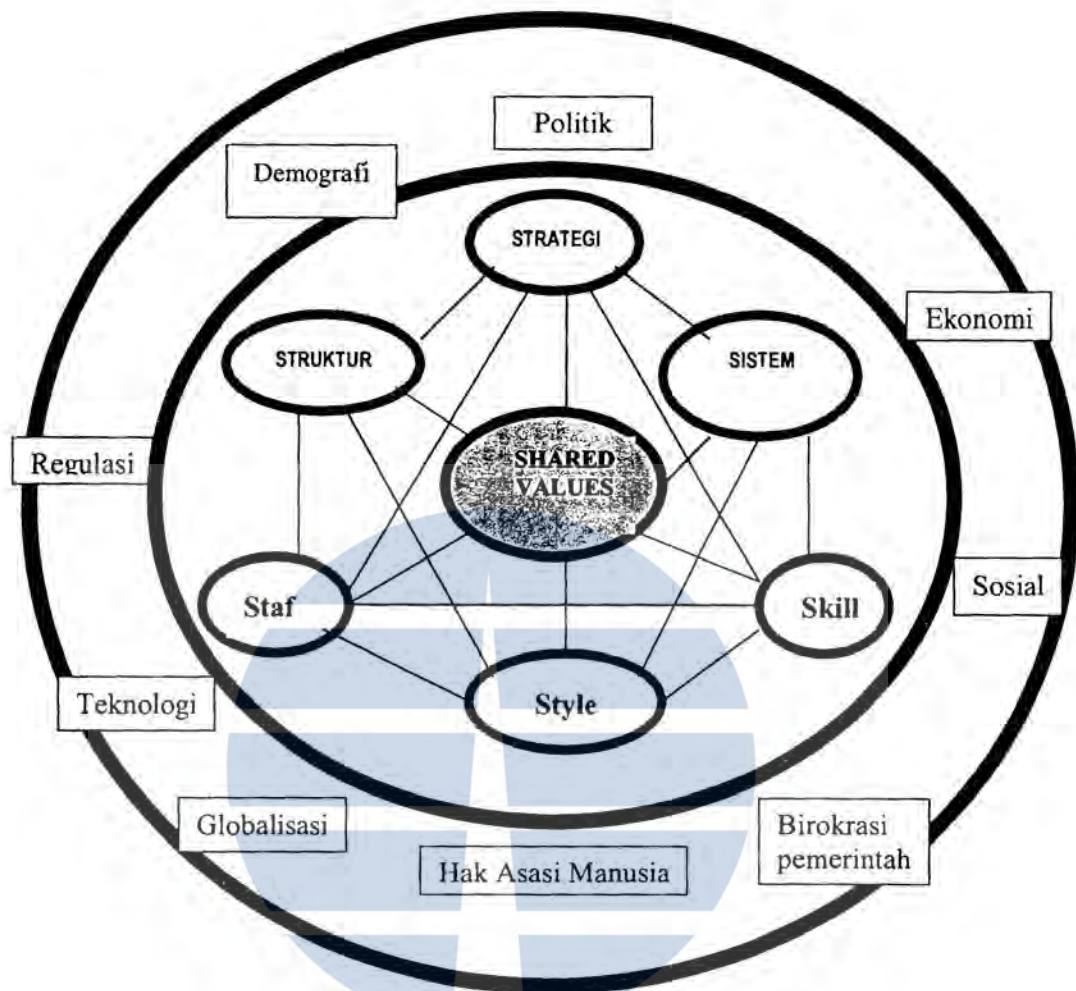 Politik
Demografi
STRATEGI
Ekonomi
STRUKTUR
SISTEM
SHARED
VALUES
Regulasi
Sosial
Staf
Skill
Teknologi
Style
Globalisasi
Birokrasi
pemerintah
Hak Asasi Manusia